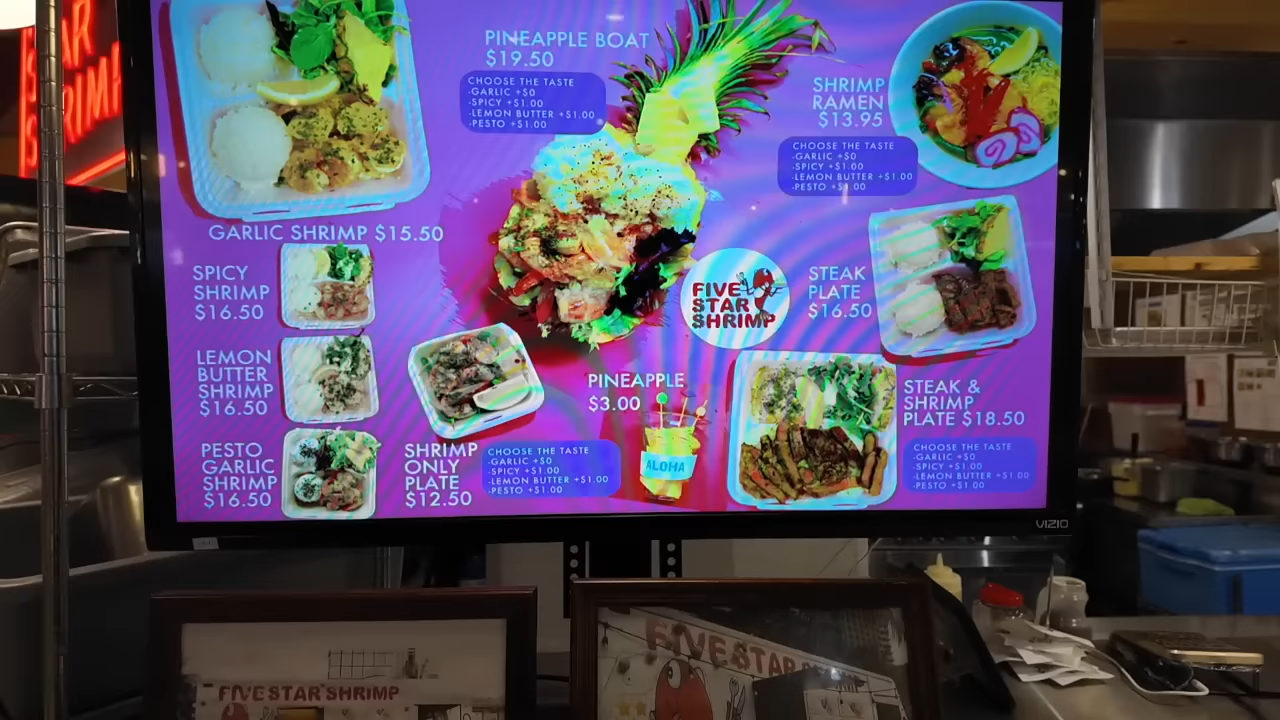 STAR
SHRIMP
PINEAPPLE BOAT
$19.50
CHOOSE THE TASTE
-GARLIC +$0
-SPICY +$1.00
-LEMON BUTTER +$1.00
-PESTO +$1.00
SHRIMP
RAMEN
$13.95
CHOOSE THE TASTE
-GARLIC +$0
-SPICY +$1.00
-LEMON BUTTER +$1.00
-PESTO +$1.00
GARLIC SHRIMP $15.50
SPICY
SHRIMP
$16.50
FIVE
STAR
SHRIMP
STEAK
PLATE
$16.50
LEMON
BUTTER
SHRIMP
$16.50
PINEAPPLE
$3.00
ALOHA
STEAK &
SHRIMP
PLATE $18.50
CHOOSE THE TASTE
-GARLIC +$0
-SPICY +$1.00
-LEMON BUTTER +$1.00
-PESTO +$1.00
PESTO
GARLIC
SHRIMP
$16.50
SHRIMP
ONLY
PLATE
$12.50
CHOOSE THE TASTE
-GARLIC +$0
-SPICY +$1.00
-LEMON BUTTER +$1.00
-PESTO +$1.00
VIZIO
FIVE STAR SHRIMP
FIVE STAR